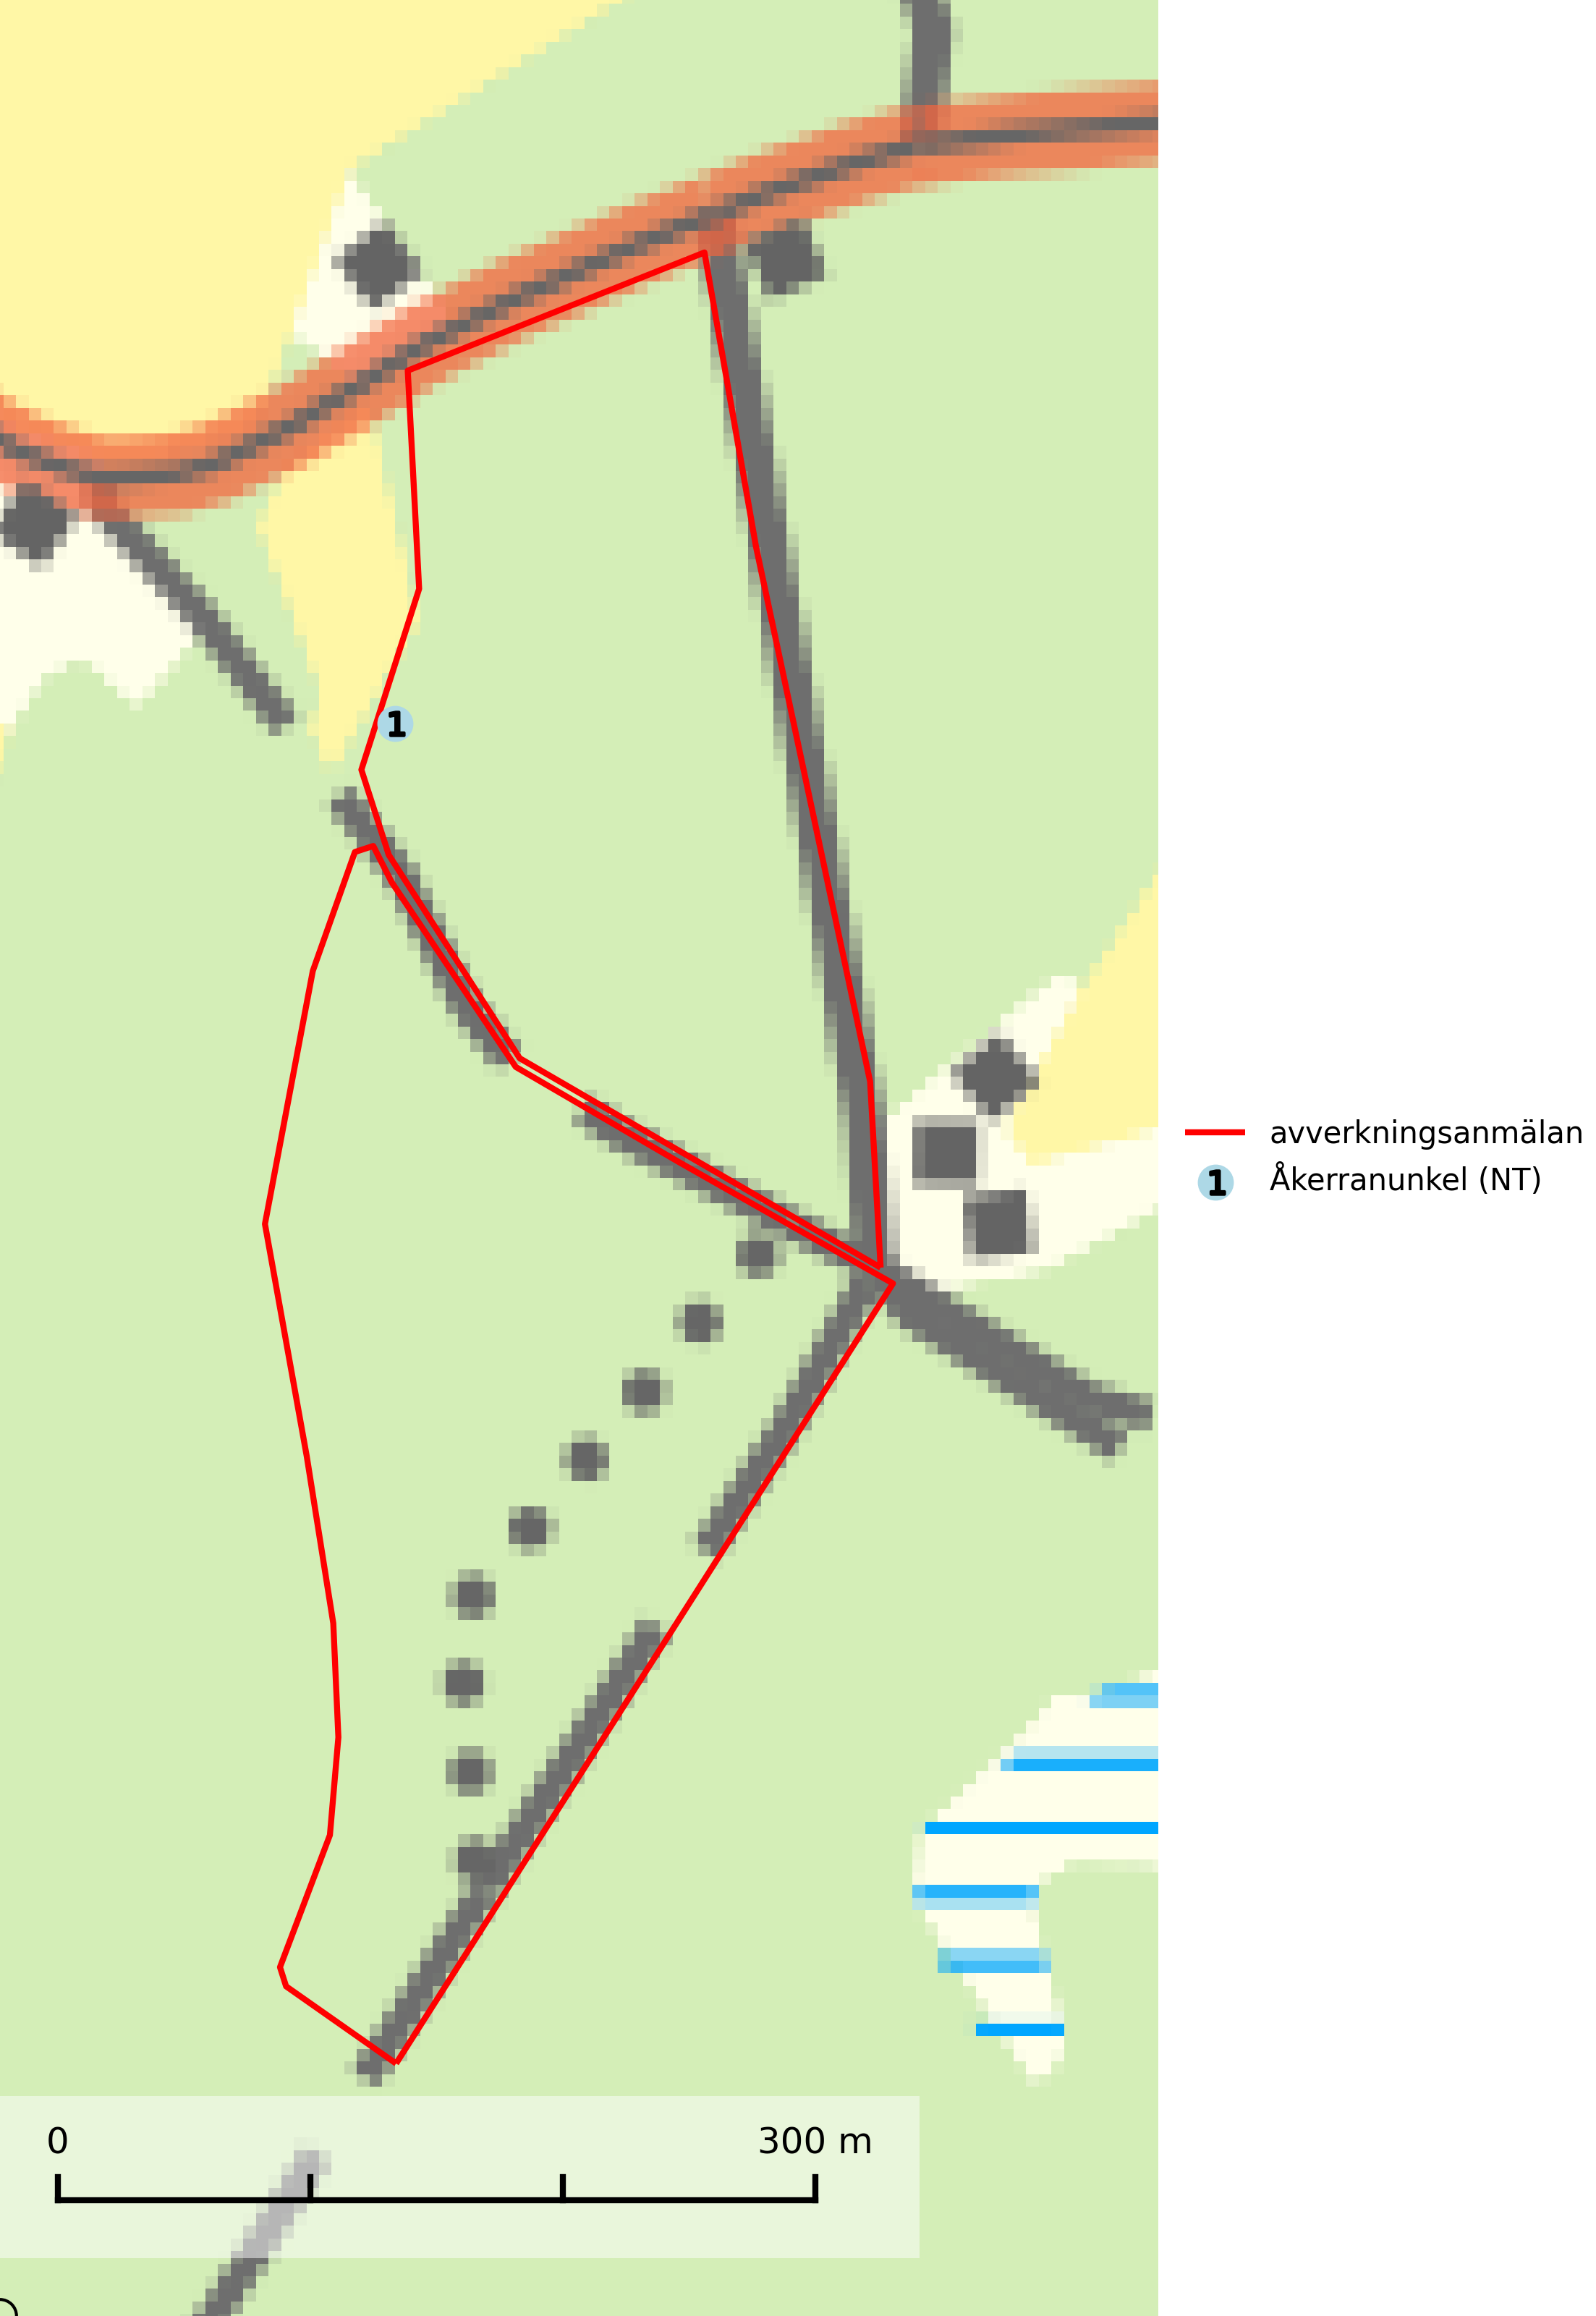 1
avverkningsanmälan
1 Åkerranunkel (NT)
0 300 m